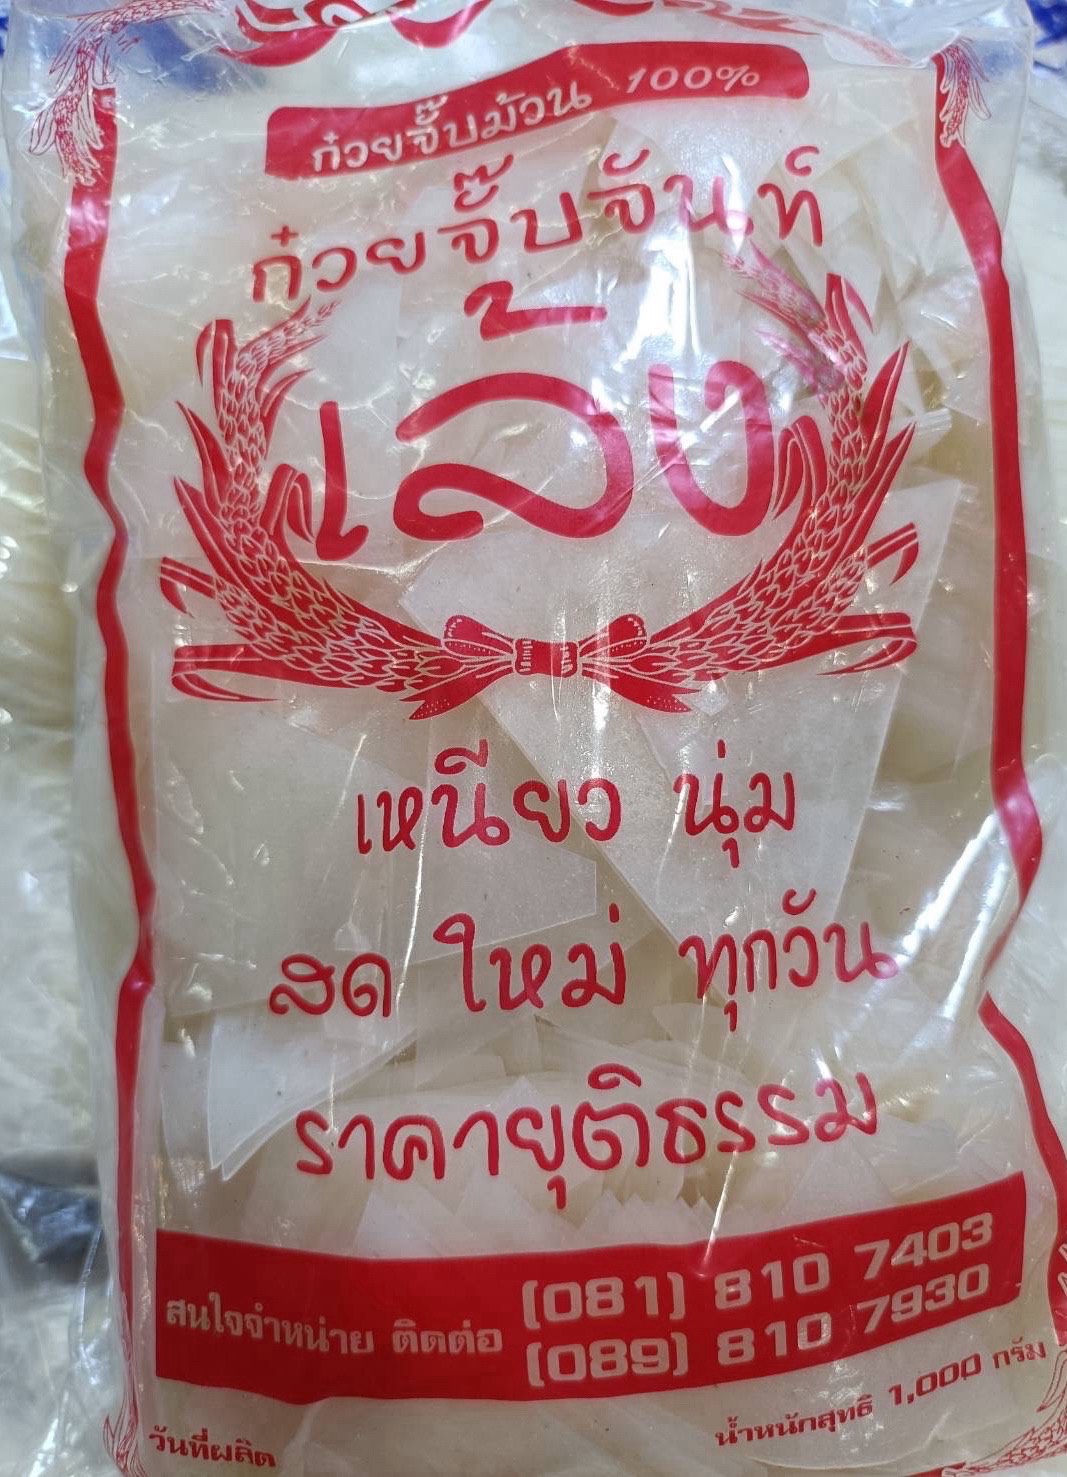 ก๋วยจั๊บม้วน 100%
ก๋วยจั๊บจันท์
เล้ง
เหนียว นุ่ม
สด ใหม่ ทุกวัน
ราคายุติธรรม
สนใจจำหน่าย ติดต่อ (081) 810 7403
(089) 810 7930
วันที่ผลิต
น้ำหนักสุทธิ 1,000 กรัม